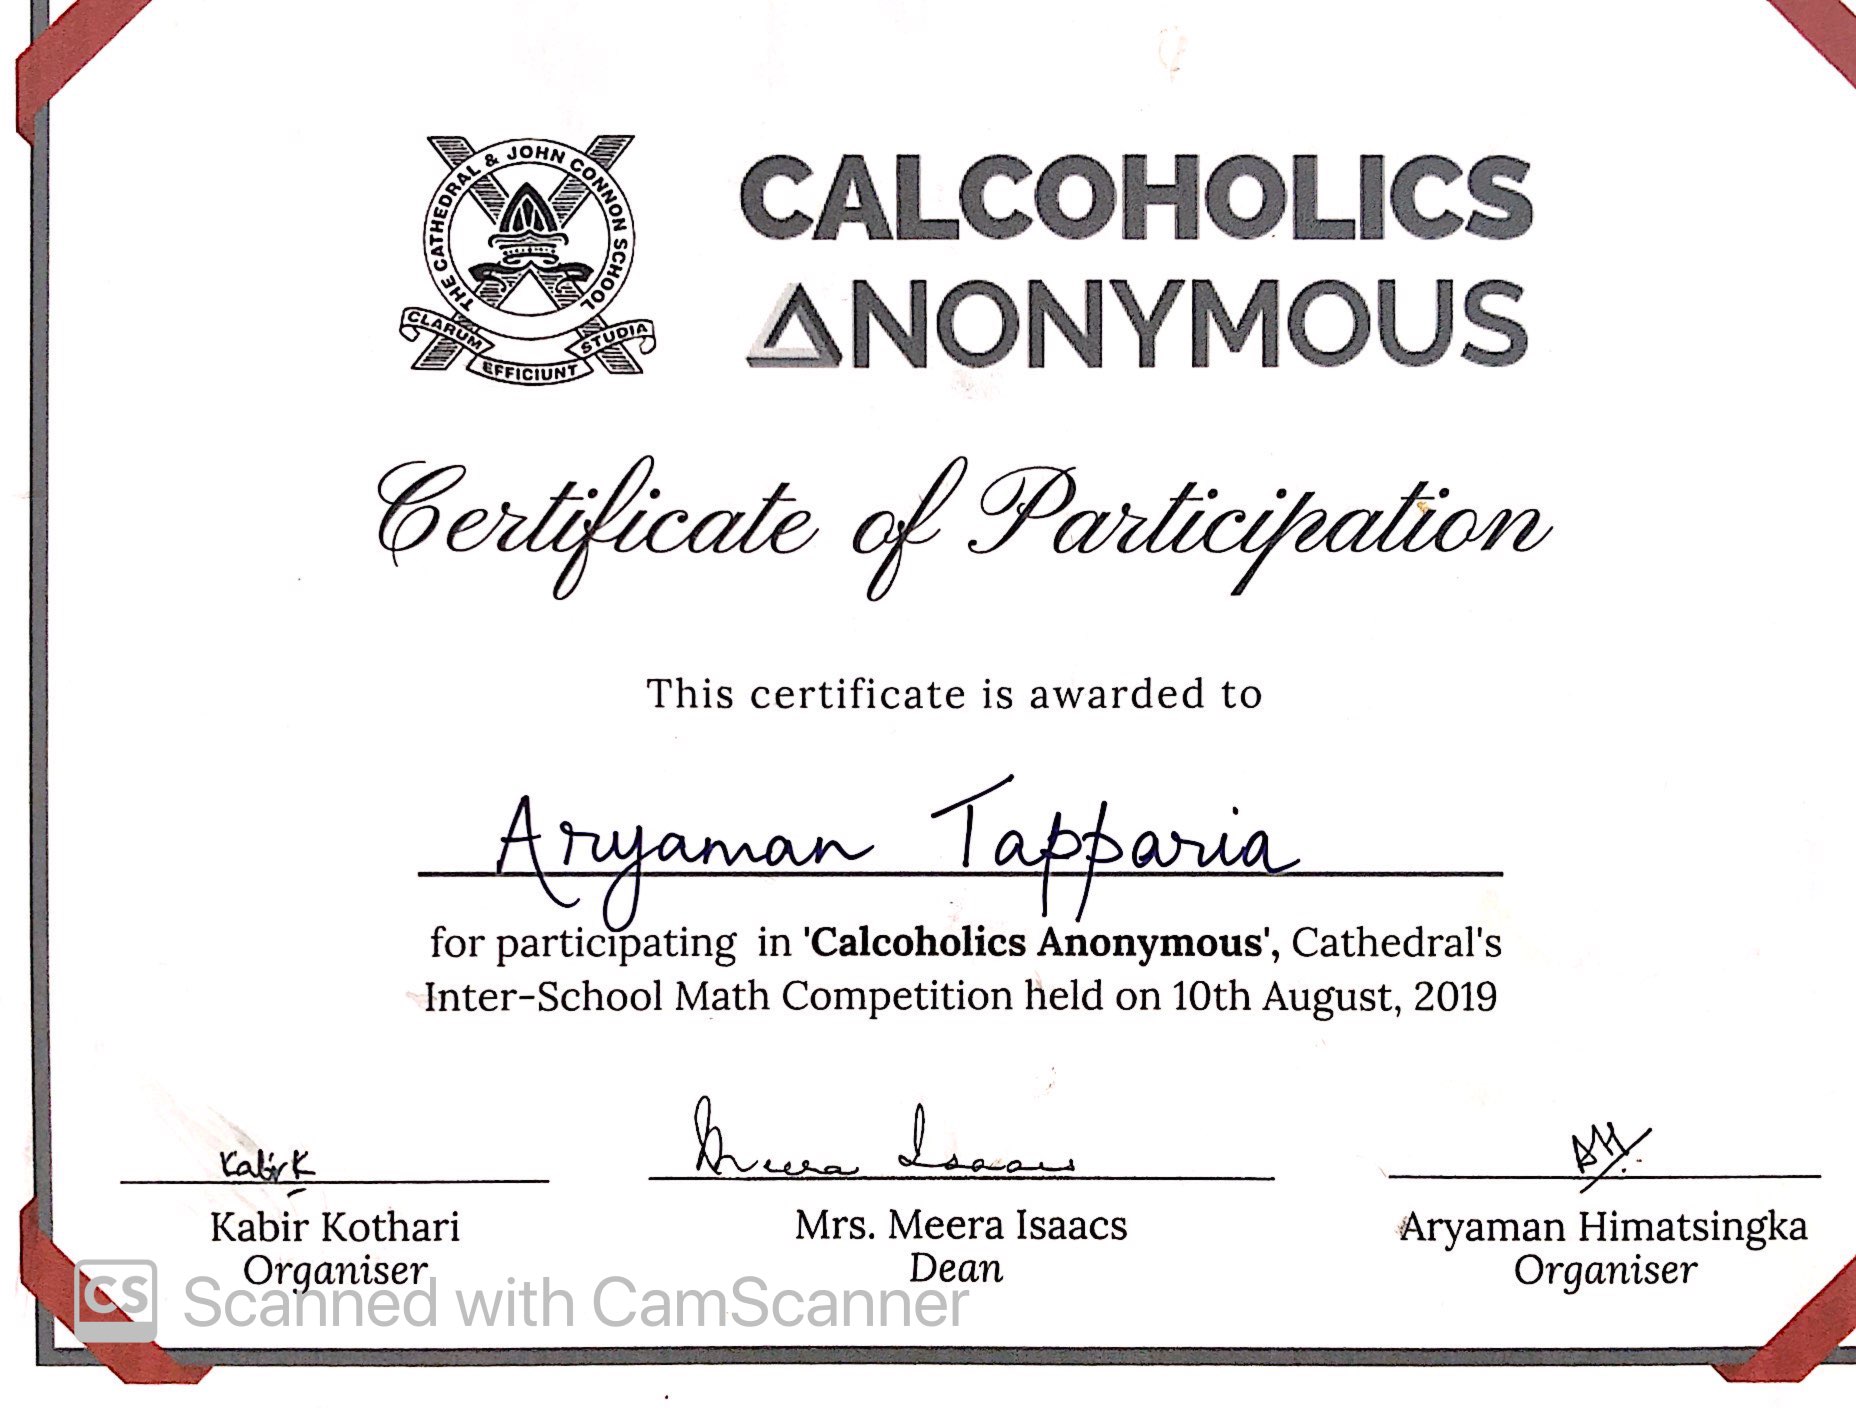 THE CATHEDRAL & JOHN CONNON SCHOOL
CLARUM EFFICIUNT STUDIA
CALCOHOLICS
ANONYMOUS
Certificate of Participation
This certificate is awarded to
Aryaman Tapparia
for participating in 'Calcoholics Anonymous', Cathedral's
Inter-School Math Competition held on 10th August, 2019
Kabir K Meera Isaacs AH
Kabir Kothari Mrs. Meera Isaacs Aryaman Himatsingka
Organiser Dean Organiser
CS Scanned with CamScanner